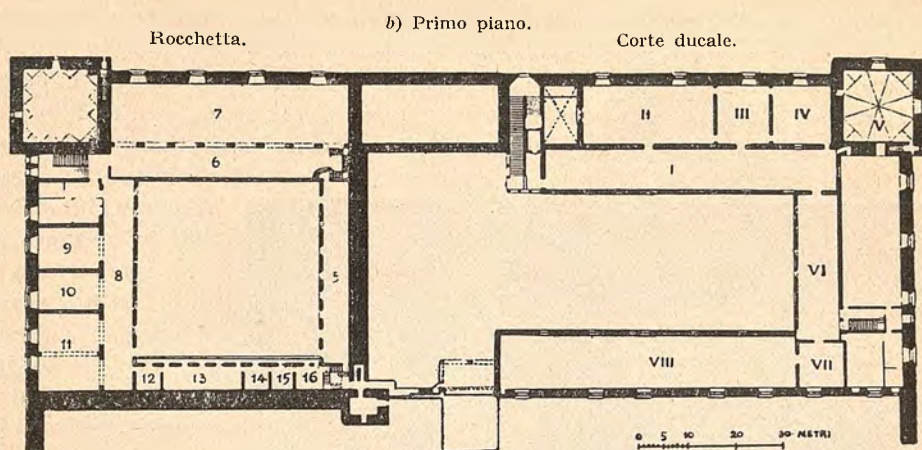 b) Primo piano.
Rocchetta.
Corte ducale.
7
II
III
IV
V
6
I
9
8
5
VI
10
11
VIII
VII
12 13 14 15 16
0 5 10 20 30 METRI